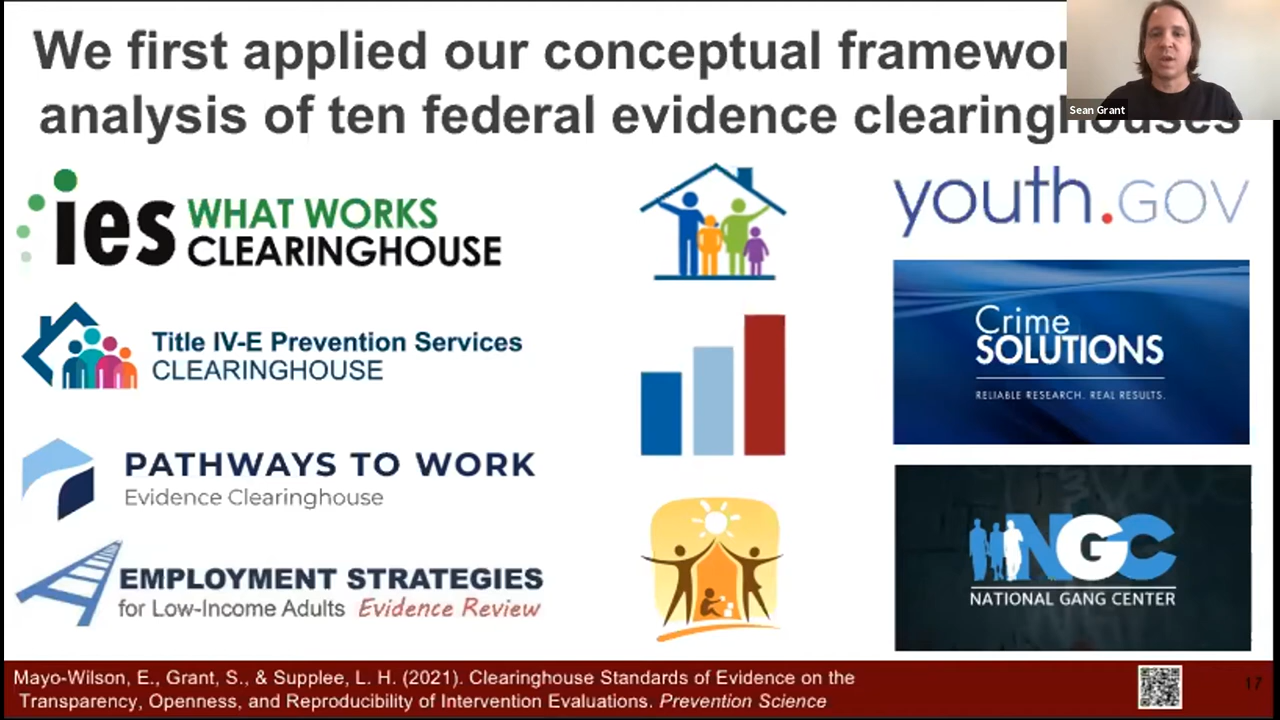 We first applied our conceptual
analysis of ten federal evidence clearinghouses
Sean Grant
ies WHAT WORKS
CLEARINGHOUSE
Title IV-E Prevention Services
CLEARINGHOUSE
PATHWAYS TO WORK
Evidence Clearinghouse
EMPLOYMENT STRATEGIES
for Low-Income Adults Evidence Review
youth.GOV
Crime
SOLUTIONS
RELIABLE RESEARCH. REAL RESULTS.
NGC
NATIONAL GANG CENTER
Mayo-Wilson, E., Grant, S., & Supplee, L. H. (2021). Clearinghouse Standards of Evidence on the
Transparency, Openness, and Reproducibility of Intervention Evaluations. Prevention Science
17